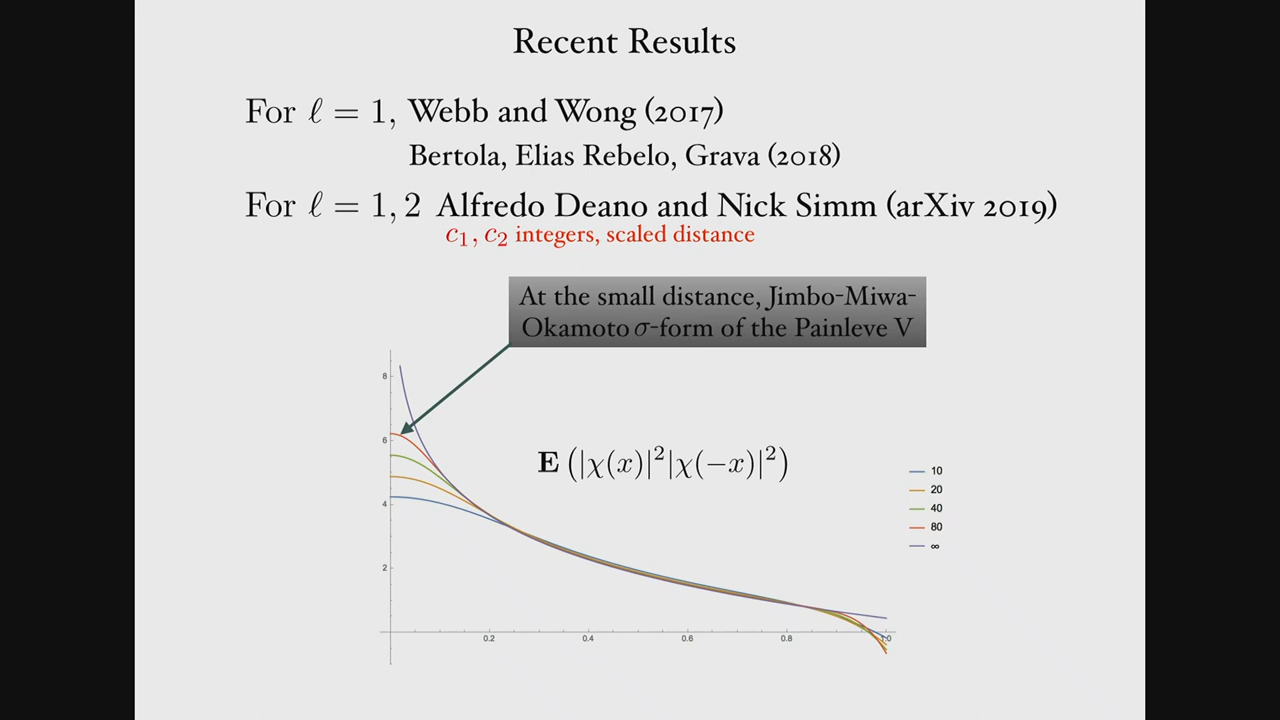 Recent Results
For ℓ = 1, Webb and Wong (2017)
Bertola, Elias Rebelo, Grava (2018)
For ℓ = 1, 2 Alfredo Deano and Nick Simm (arXiv 2019)
c₁, c₂ integers, scaled distance
At the small distance, Jimbo-Miwa-
Okamoto σ-form of the Painleve V
8
6
E (|χ(x)|²|χ(−x)|²)
10
20
4
40
80
∞
2
0.2 0.4 0.6 0.8 1.0